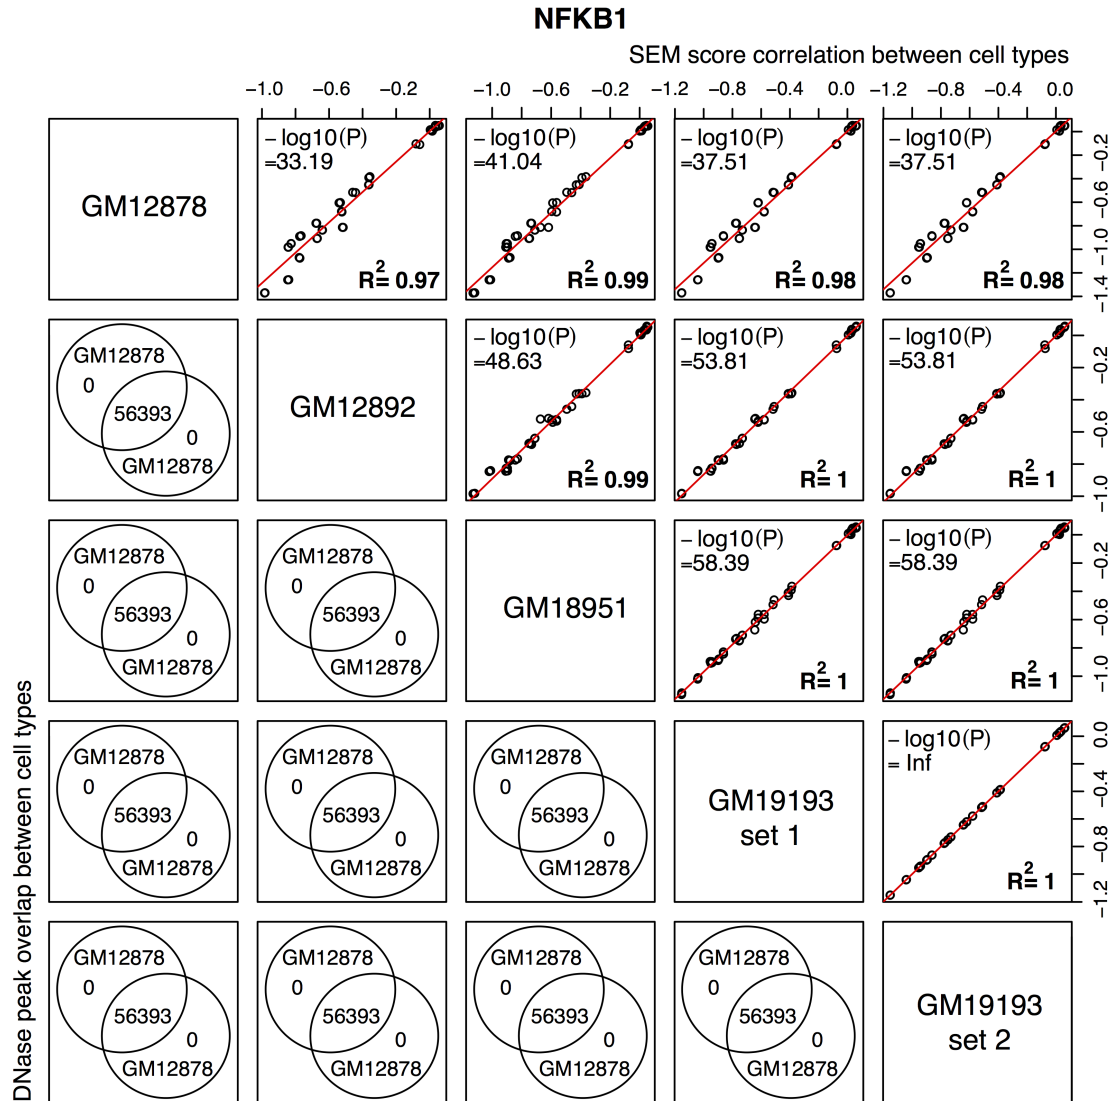 NFKB1
SEM score correlation between cell types
−1.0 −0.6 −0.2 −1.0 −0.6 −0.2 −1.2 −0.8 −0.4 0.0 −1.2 −0.8 −0.4 0.0
GM12878
− log10(P)
=33.19
R2= 0.97
− log10(P)
=41.04
R2= 0.99
− log10(P)
=37.51
R2= 0.98
− log10(P)
=37.51
R2= 0.98
−0.2
−0.6
−1.0
−1.4
GM12878
0
56393
0
GM12878
GM12892
− log10(P)
=48.63
R2= 0.99
− log10(P)
=53.81
R2= 1
− log10(P)
=53.81
R2= 1
−0.2
−0.6
−1.0
GM12878
0
56393
0
GM12878
GM12878
0
56393
0
GM12878
GM18951
− log10(P)
=58.39
R2= 1
− log10(P)
=58.39
R2= 1
−0.2
−0.6
−1.0
DNase peak overlap between cell types
GM12878
0
56393
0
GM12878
GM12878
0
56393
0
GM12878
GM12878
0
56393
0
GM12878
GM19193
set 1
− log10(P)
= Inf
R2= 1
0.0
−0.4
−0.8
−1.2
GM12878
0
56393
0
GM12878
GM12878
0
56393
0
GM12878
GM12878
0
56393
0
GM12878
GM12878
0
56393
0
GM12878
GM19193
set 2